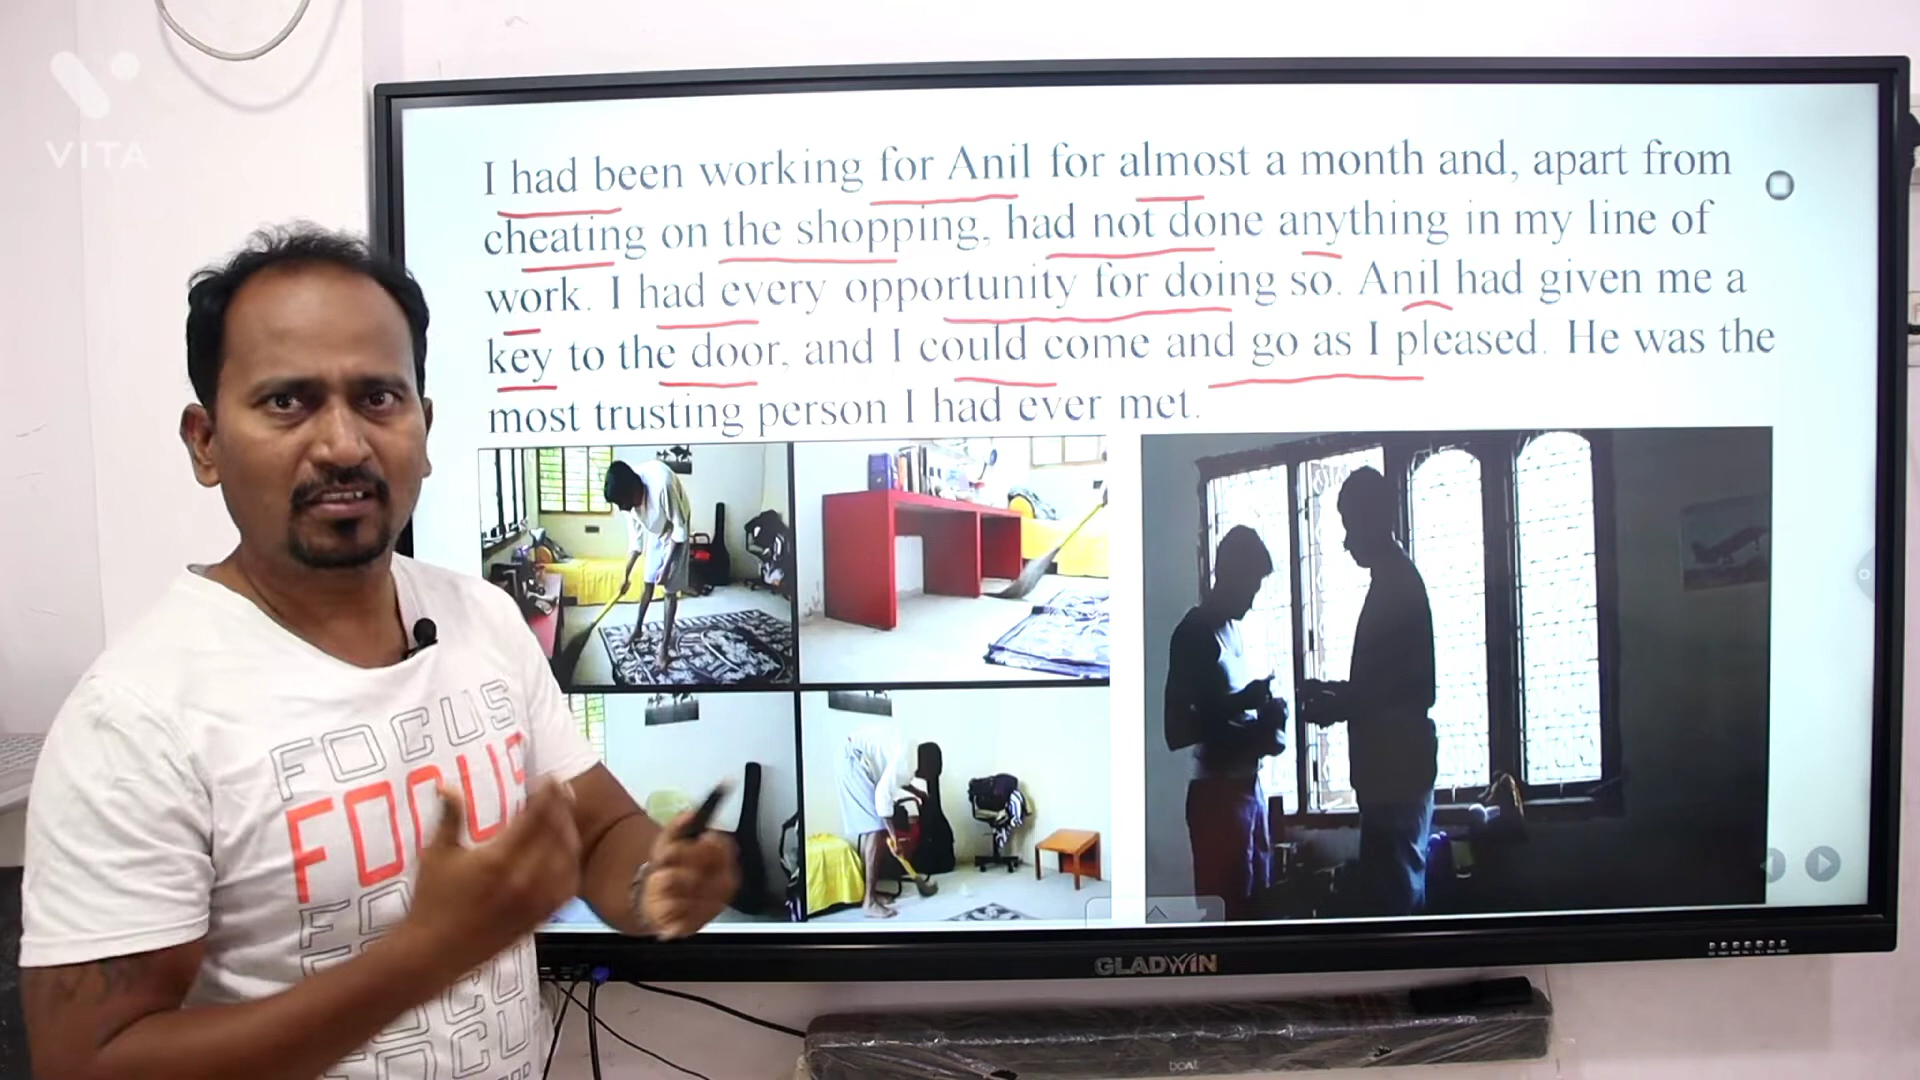 VITA
I had been working for Anil for almost a month and, apart from
cheating on the shopping, had not done anything in my line of
work. I had every opportunity for doing so. Anil had given me a
key to the door, and I could come and go as I pleased. He was the
most trusting person I had ever met.
FOCUS
FOCUS
FOCUS
GLADWIN
boAt